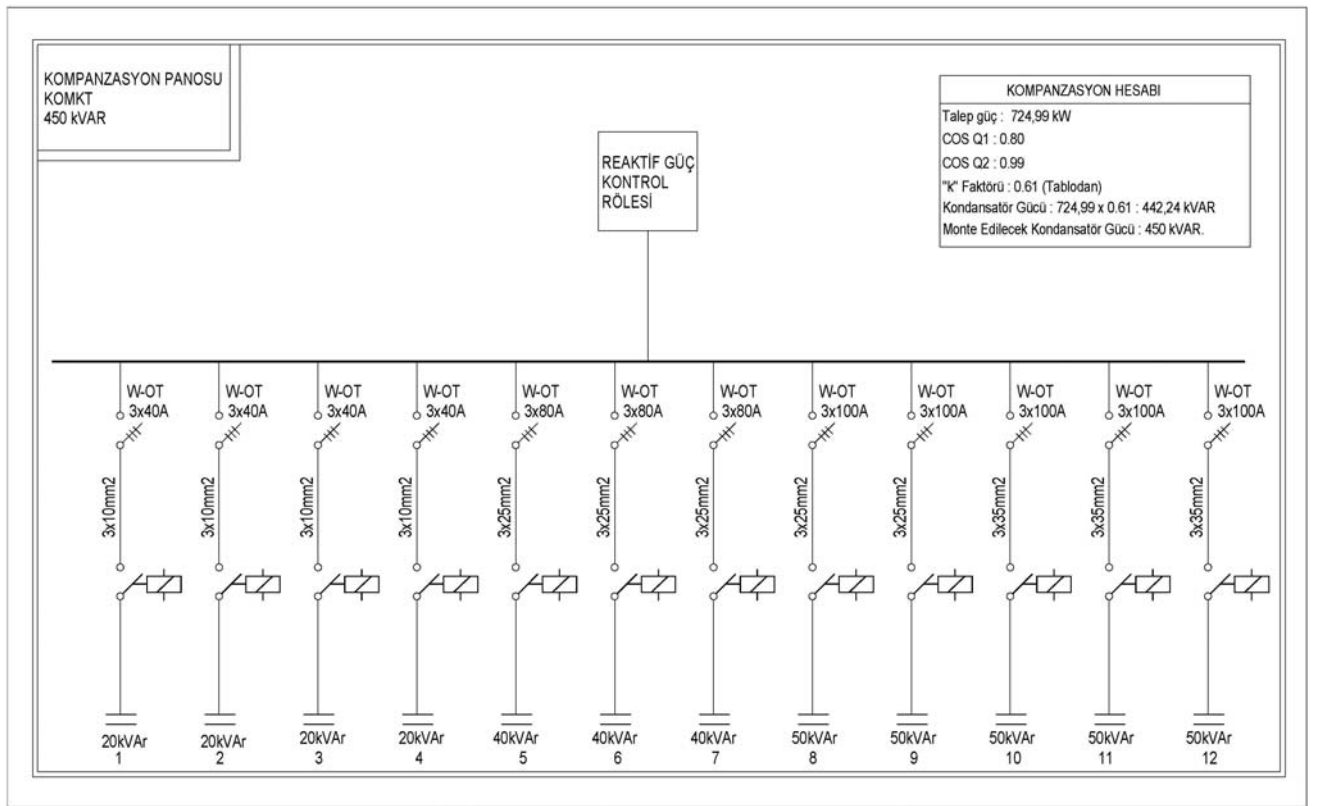 KOMPANZASYON PANOSU
KOMKT
450 kVAR
KOMPANZASYON HESABI
Talep güç : 724,99 kW
COS Q1 : 0.80
COS Q2 : 0.99
"k" Faktörü : 0.61 (Tablodan)
Kondansatör Gücü : 724,99 x 0.61 : 442,24 kVAR
Monte Edilecek Kondansatör Gücü : 450 kVAR.
REAKTİF GÜÇ
KONTROL
RÖLESİ
W-OT W-OT W-OT W-OT W-OT W-OT W-OT W-OT W-OT W-OT W-OT W-OT
3x40A 3x40A 3x40A 3x40A 3x80A 3x80A 3x80A 3x100A 3x100A 3x100A 3x100A 3x100A
3x10mm2 3x10mm2 3x10mm2 3x10mm2 3x25mm2 3x25mm2 3x25mm2 3x25mm2 3x25mm2 3x35mm2 3x35mm2 3x35mm2
20kVAr 20kVAr 20kVAr 20kVAr 40kVAr 40kVAr 40kVAr 50kVAr 50kVAr 50kVAr 50kVAr 50kVAr
1 2 3 4 5 6 7 8 9 10 11 12